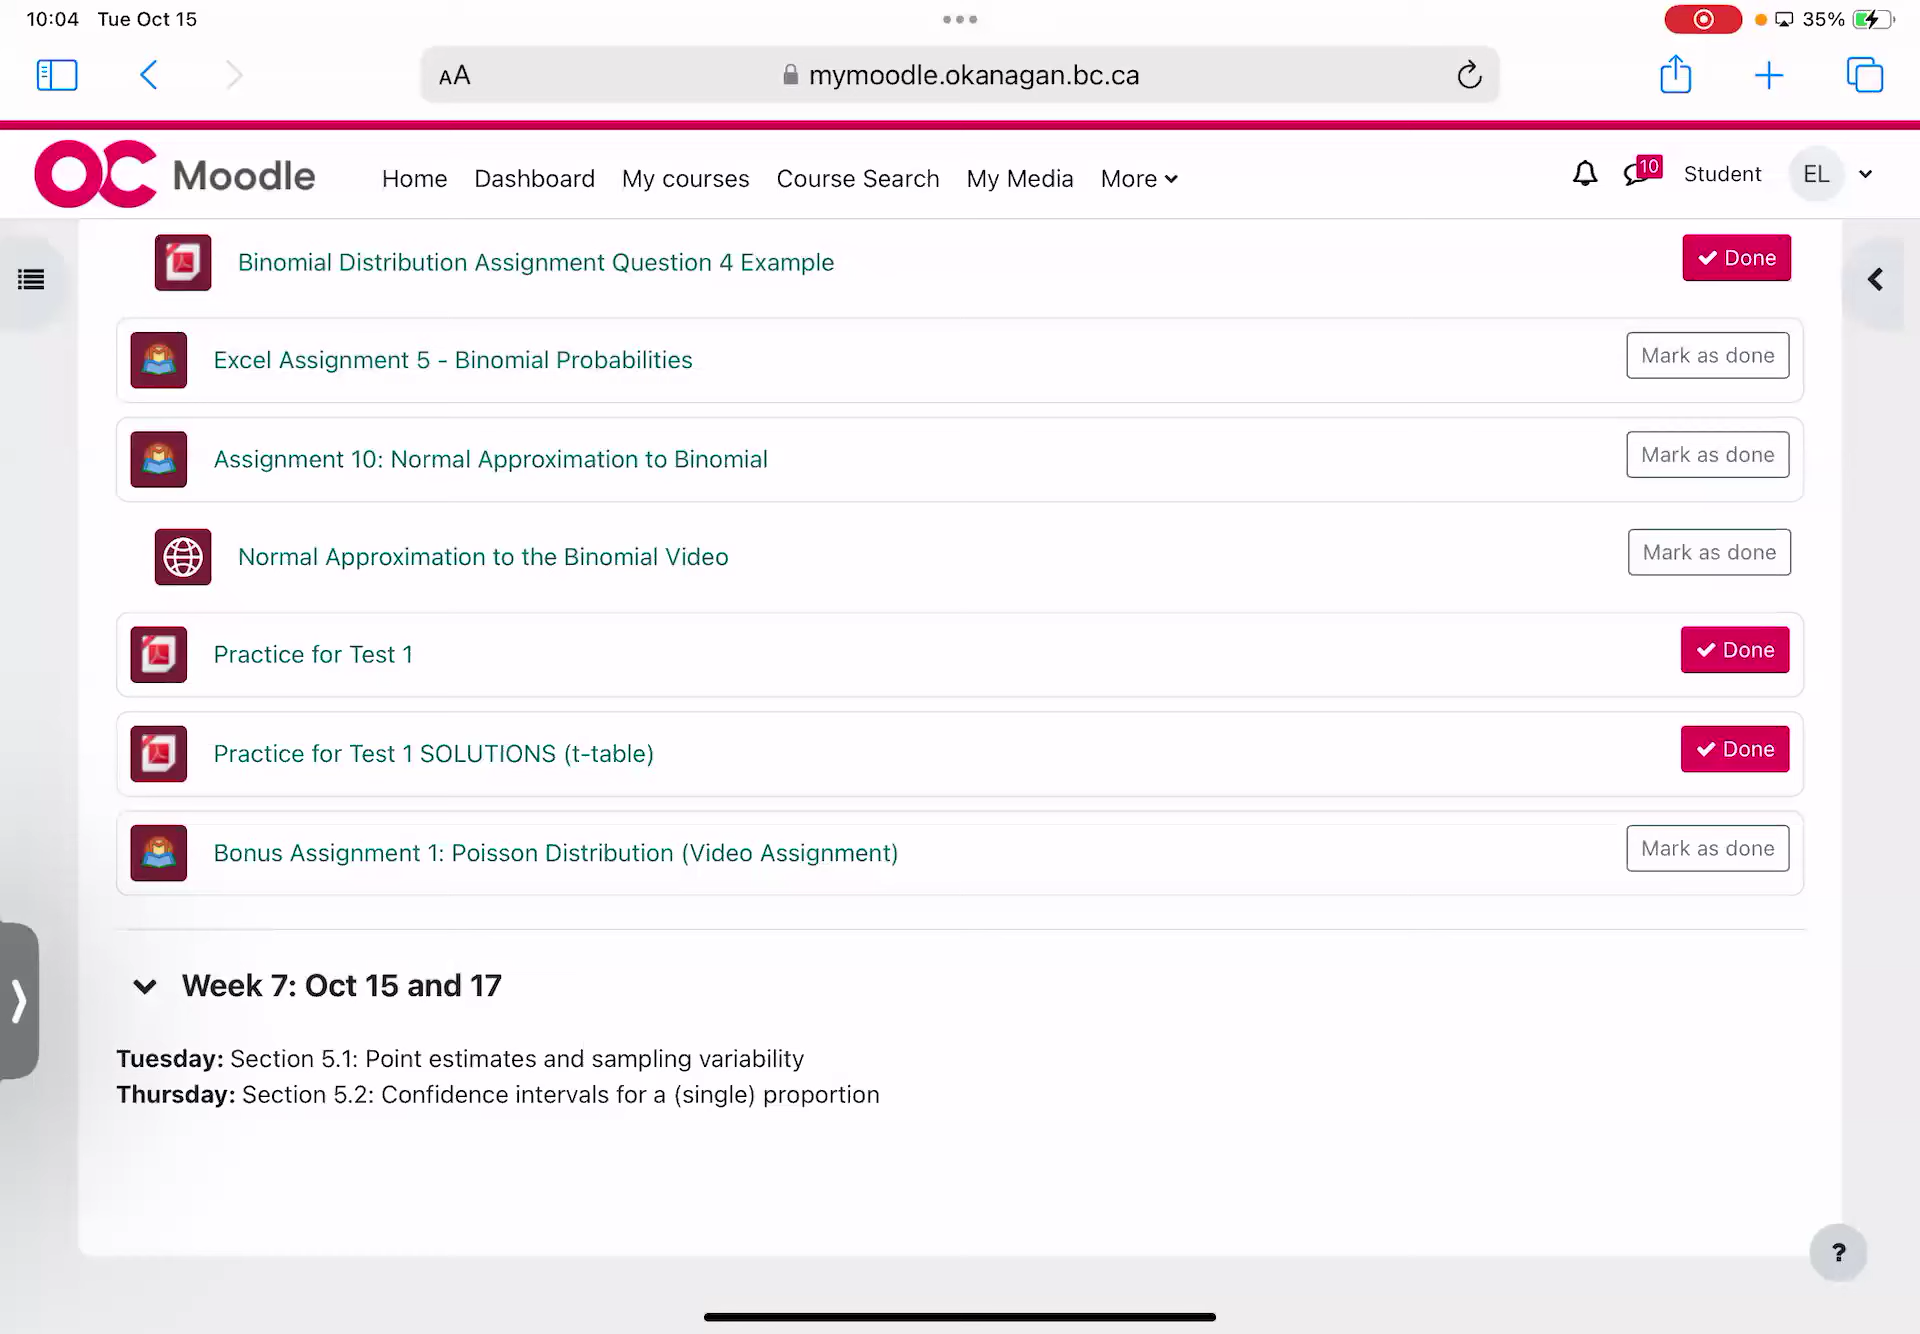 10:04 Tue Oct 15
35%
AA
mymoodle.okanagan.bc.ca
OC Moodle
Home Dashboard My courses Course Search My Media More
10
Student
EL
Binomial Distribution Assignment Question 4 Example
Done
Excel Assignment 5 - Binomial Probabilities
Mark as done
Assignment 10: Normal Approximation to Binomial
Mark as done
Normal Approximation to the Binomial Video
Mark as done
Practice for Test 1
Done
Practice for Test 1 SOLUTIONS (t-table)
Done
Bonus Assignment 1: Poisson Distribution (Video Assignment)
Mark as done
Week 7: Oct 15 and 17
Tuesday: Section 5.1: Point estimates and sampling variability
Thursday: Section 5.2: Confidence intervals for a (single) proportion
?